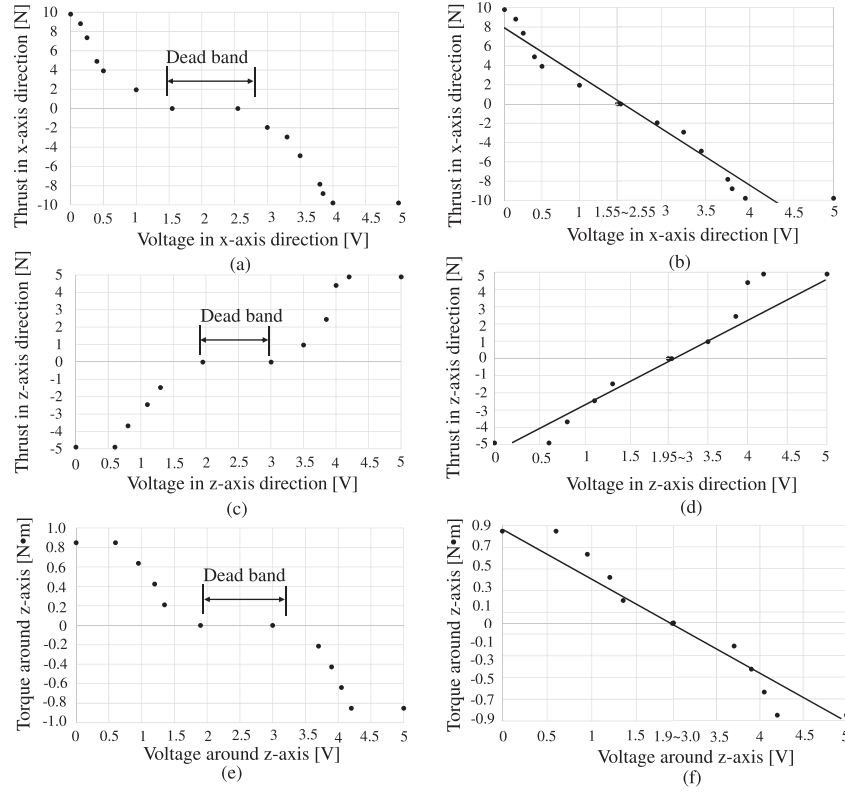 Thrust in x-axis direction [N]
10
8
6
4
2
0
-2
-4
-6
-8
-10
Dead band
0 0.5 1 1.5 2 2.5 3 3.5 4 4.5 5
Voltage in x-axis direction [V]
(a)
Thrust in x-axis direction [N]
10
8
6
4
2
0
-2
-4
-6
-8
-10
0 0.5 1 1.55~2.55 3 3.5 4 4.5 5
Voltage in x-axis direction [V]
(b)
Thrust in z-axis direction [N]
5
4
3
2
1
0
-1
-2
-3
-4
-5
Dead band
0 0.5 1 1.5 2 2.5 3 3.5 4 4.5 5
Voltage in z-axis direction [V]
(c)
Thrust in z-axis direction [N]
5
4
3
2
1
0
-1
-2
-3
-4
-5
0 0.5 1 1.5 1.95~3 3.5 4 4.5 5
Voltage in z-axis direction [V]
(d)
Torque around z-axis [N•m]
1.0
0.8
0.6
0.4
0.2
0
-0.2
-0.4
-0.6
-0.8
-1.0
Dead band
0 0.5 1 1.5 2 2.5 3 3.5 4 4.5 5
Voltage around z-axis [V]
(e)
Torque around z-axis [N•m]
0.9
0.7
0.5
0.3
0.1
0
-0.1
-0.3
-0.5
-0.7
-0.9
0 0.5 1 1.5 1.9~3.0 3.5 4 4.5 5
Voltage around z-axis [V]
(f)